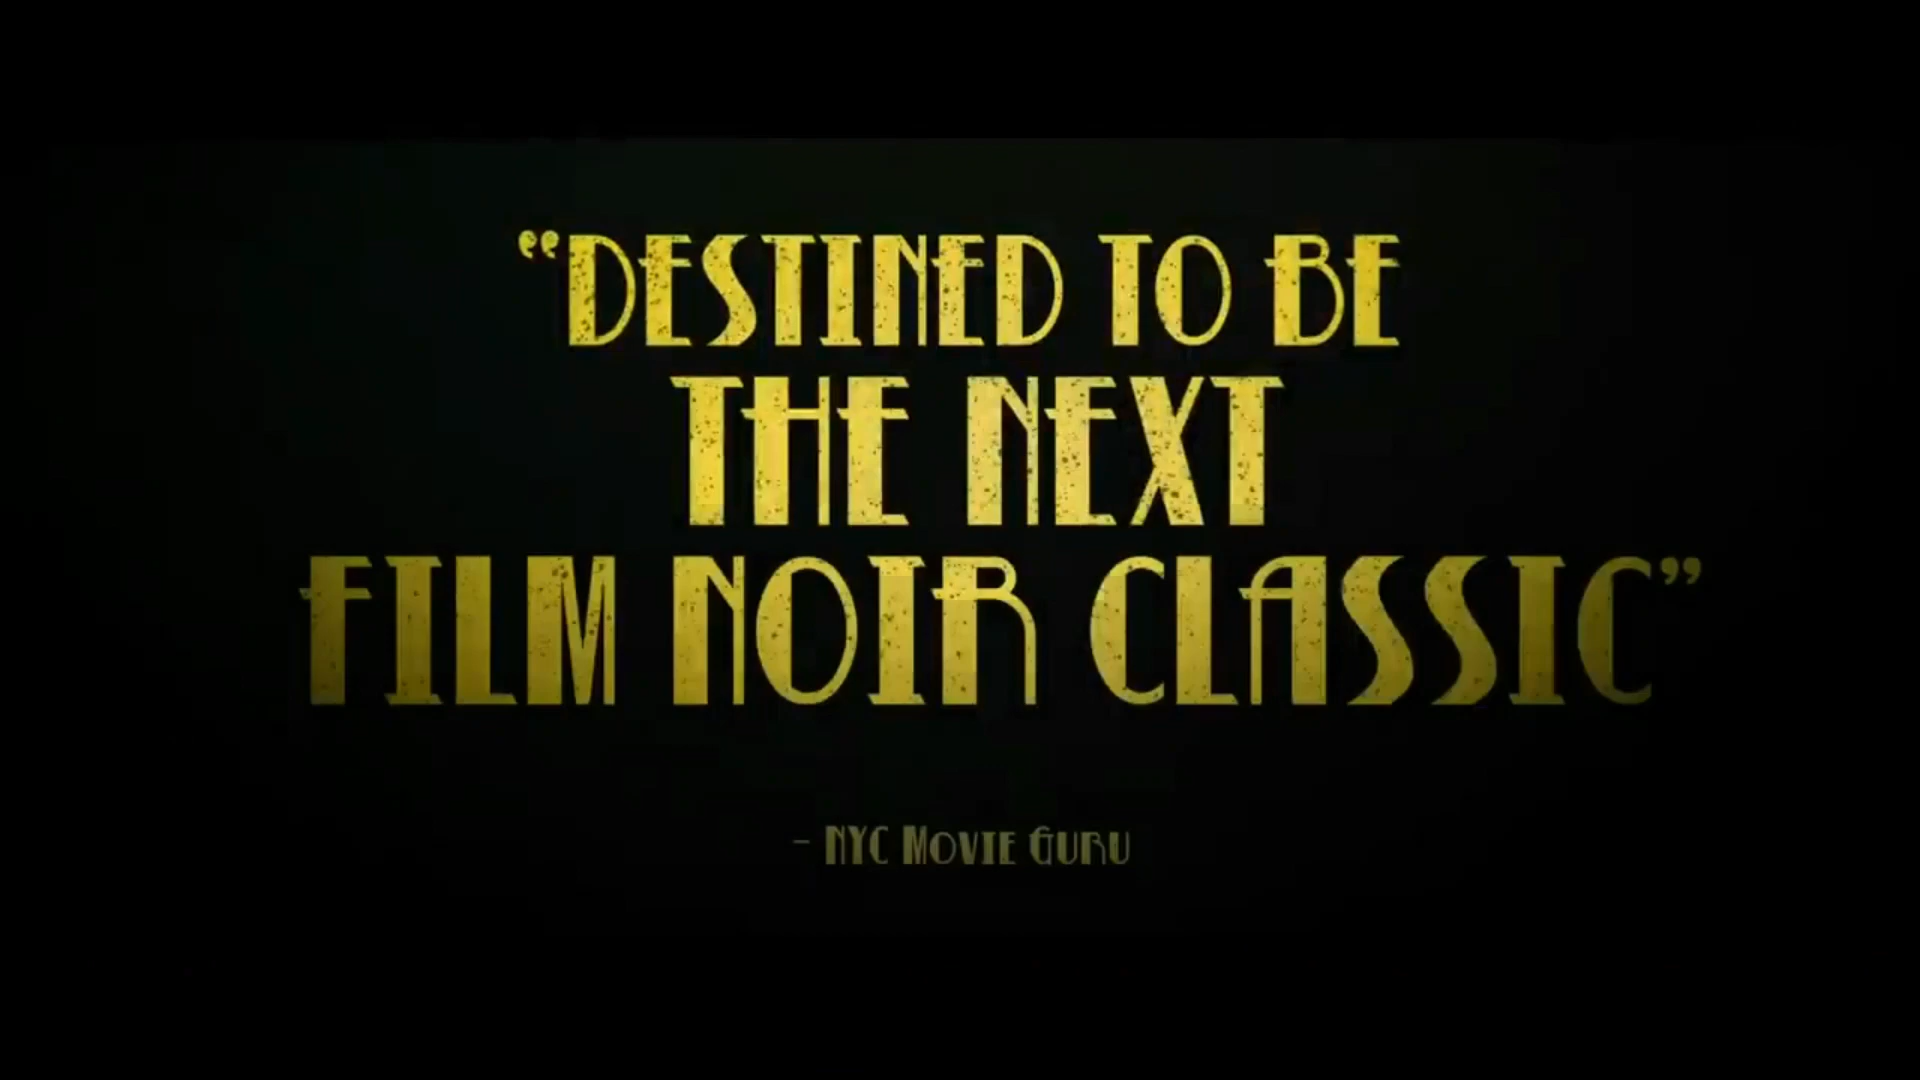 “DESTINED TO BE
THE NEXT
FILM NOIR CLASSIC”
- NYC MOVIE GURU